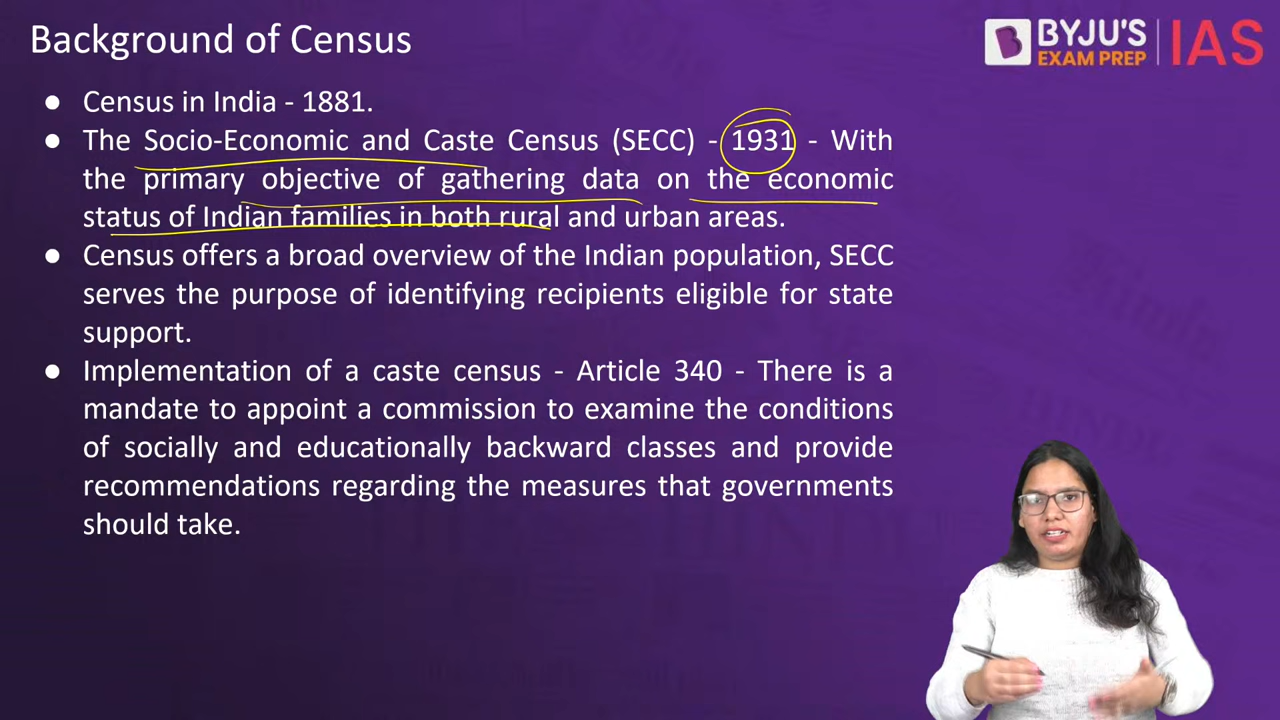 Background of Census
BYJU'S
EXAM PREP
IAS
● Census in India - 1881.
● The Socio-Economic and Caste Census (SECC) - 1931 - With
the primary objective of gathering data on the economic
status of Indian families in both rural and urban areas.
● Census offers a broad overview of the Indian population, SECC
serves the purpose of identifying recipients eligible for state
support.
● Implementation of a caste census - Article 340 - There is a
mandate to appoint a commission to examine the conditions
of socially and educationally backward classes and provide
recommendations regarding the measures that governments
should take.